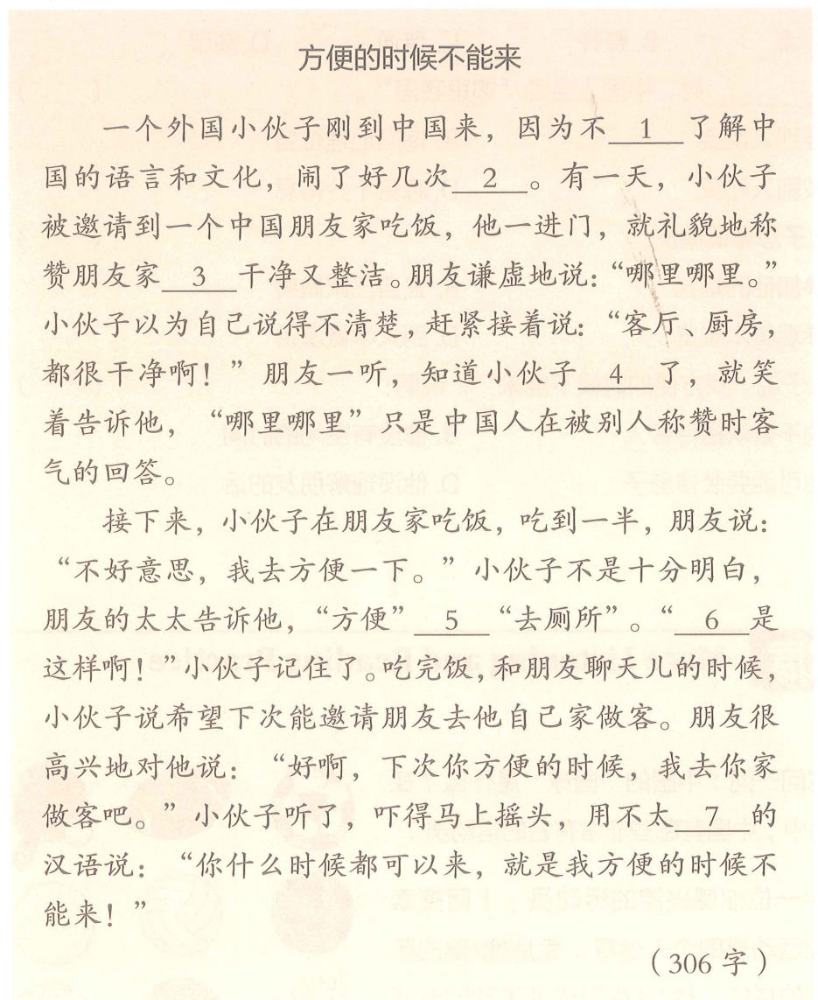 方便的时候不能来
一个外国小伙子刚到中国来，因为不 1 了解中
国的语言和文化，闹了好几次 2 。有一天，小伙子
被邀请到一个中国朋友家吃饭，他一进门，就礼貌地称
赞朋友家 3 干净又整洁。朋友谦虚地说：“哪里哪里。”
小伙子以为自己说得不清楚，赶紧接着说：“客厅、厨房，
都很干净啊！”朋友一听，知道小伙子 4 了，就笑
着告诉他，“哪里哪里”只是中国人在被别人称赞时客
气的回答。
接下来，小伙子在朋友家吃饭，吃到一半，朋友说：
“不好意思，我去方便一下。”小伙子不是十分明白，
朋友的太太告诉他，“方便” 5 “去厕所”。“ 6 是
这样啊！”小伙子记住了。吃完饭，和朋友聊天儿的时候，
小伙子说希望下次能邀请朋友去他自己家做客。朋友很
高兴地对他说：“好啊，下次你方便的时候，我去你家
做客吧。”小伙子听了，吓得马上摇头，用不太 7 的
汉语说：“你什么时候都可以来，就是我方便的时候不
能来！”
（306 字）